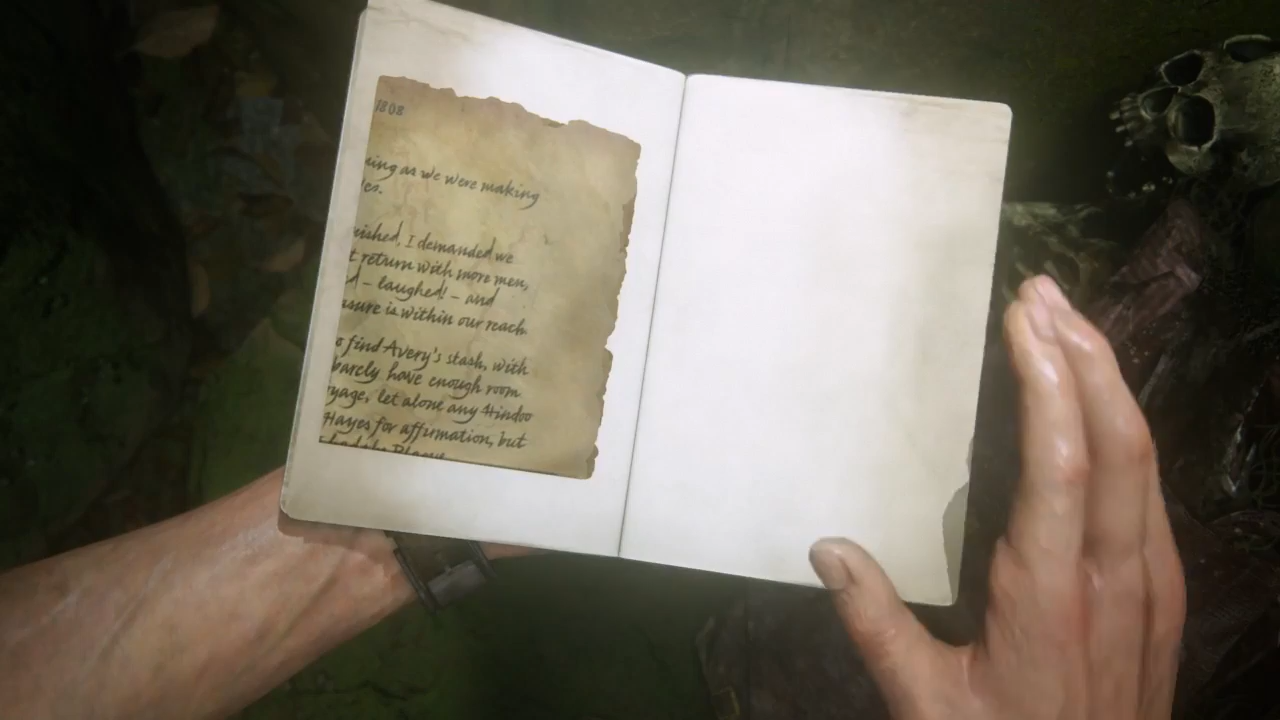 1808
ning as we were making
es.
nished, I demanded we
t return with more men,
d – laughed! – and
asure is within our reach.
o find Avery's stash, with
barely have enough room
yage, let alone any Hindoo
Hayes for affirmation, but